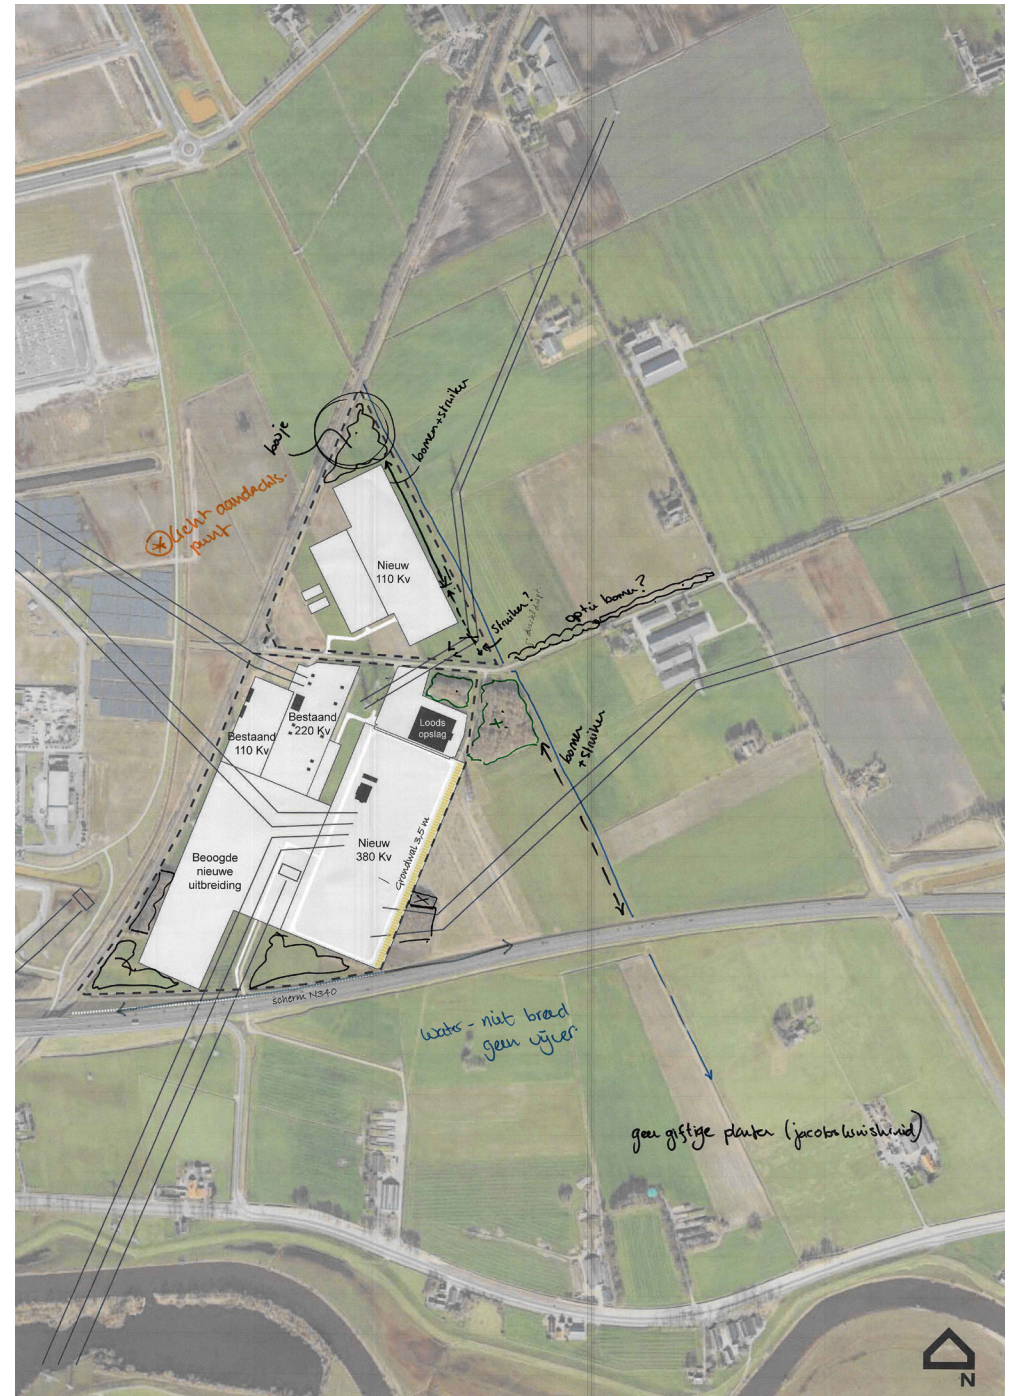 bosje
bomen+struiken
Licht aandachts-
punt
Nieuw
110 Kv
struiken?
optie bomen?
Bestaand
220 Kv
Bestaand
110 Kv
Loods
opslag
bomen
+ struiken
Nieuw
380 Kv
Grondwal 3,5 m
Beoogde
nieuwe
uitbreiding
scherm N340
water - niet breed
geen vijver
geen giftige planten (jacobskruiskruid)
N